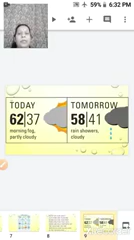 59% 6:32 PM
TODAY
62|37
morning fog,
partly cloudy
TOMORROW
58|41
rain showers,
cloudy
7
8
9